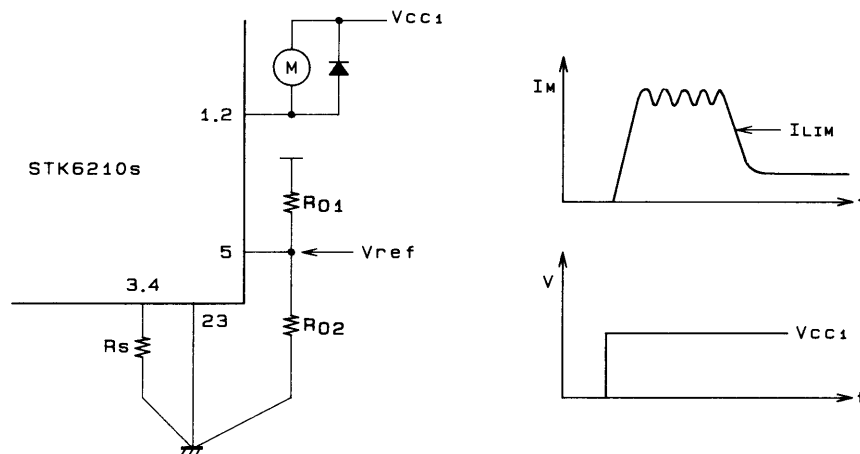 Vcc1
M
1.2
STK6210s
R01
5
Vref
3.4
23
R02
Rs
IM
ILIM
t
V
Vcc1
t